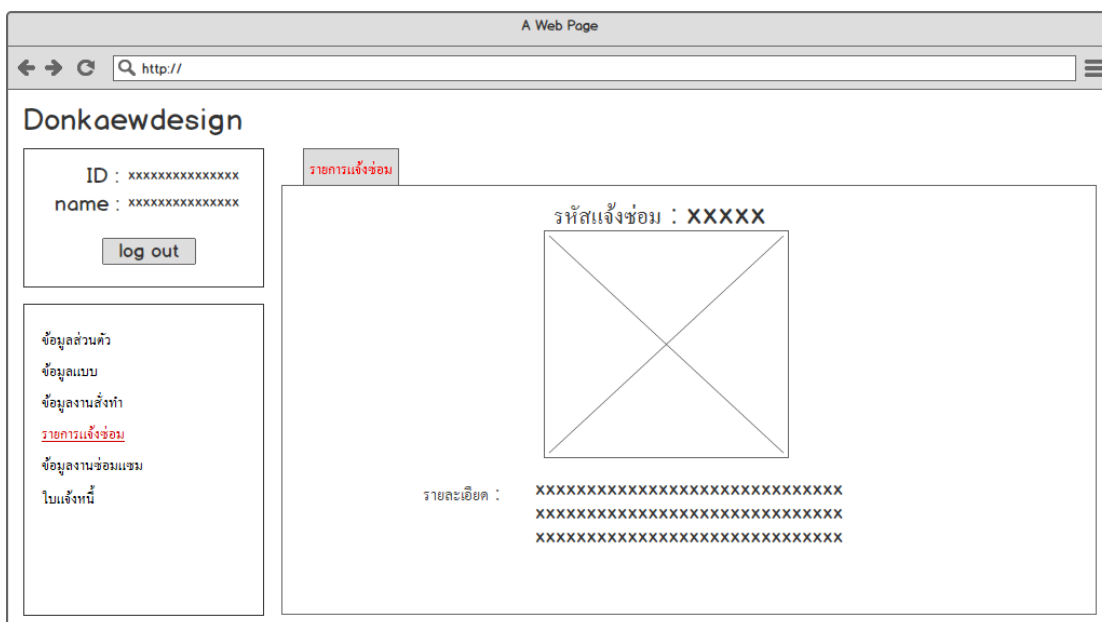 A Web Page
http://
Donkaewdesign
ID : xxxxxxxxxxxxxxx
name : xxxxxxxxxxxxxxx
log out
ข้อมูลส่วนตัว
ข้อมูลแบบ
ข้อมูลงานสั่งทำ
รายการแจ้งซ่อม
ข้อมูลงานซ่อมแซม
ใบแจ้งหนี้
รายการแจ้งซ่อม
รหัสแจ้งซ่อม : XXXXX
รายละเอียด : XXXXXXXXXXXXXXXXXXXXXXXXXXXXXX
XXXXXXXXXXXXXXXXXXXXXXXXXXXXXX
XXXXXXXXXXXXXXXXXXXXXXXXXXXXXX